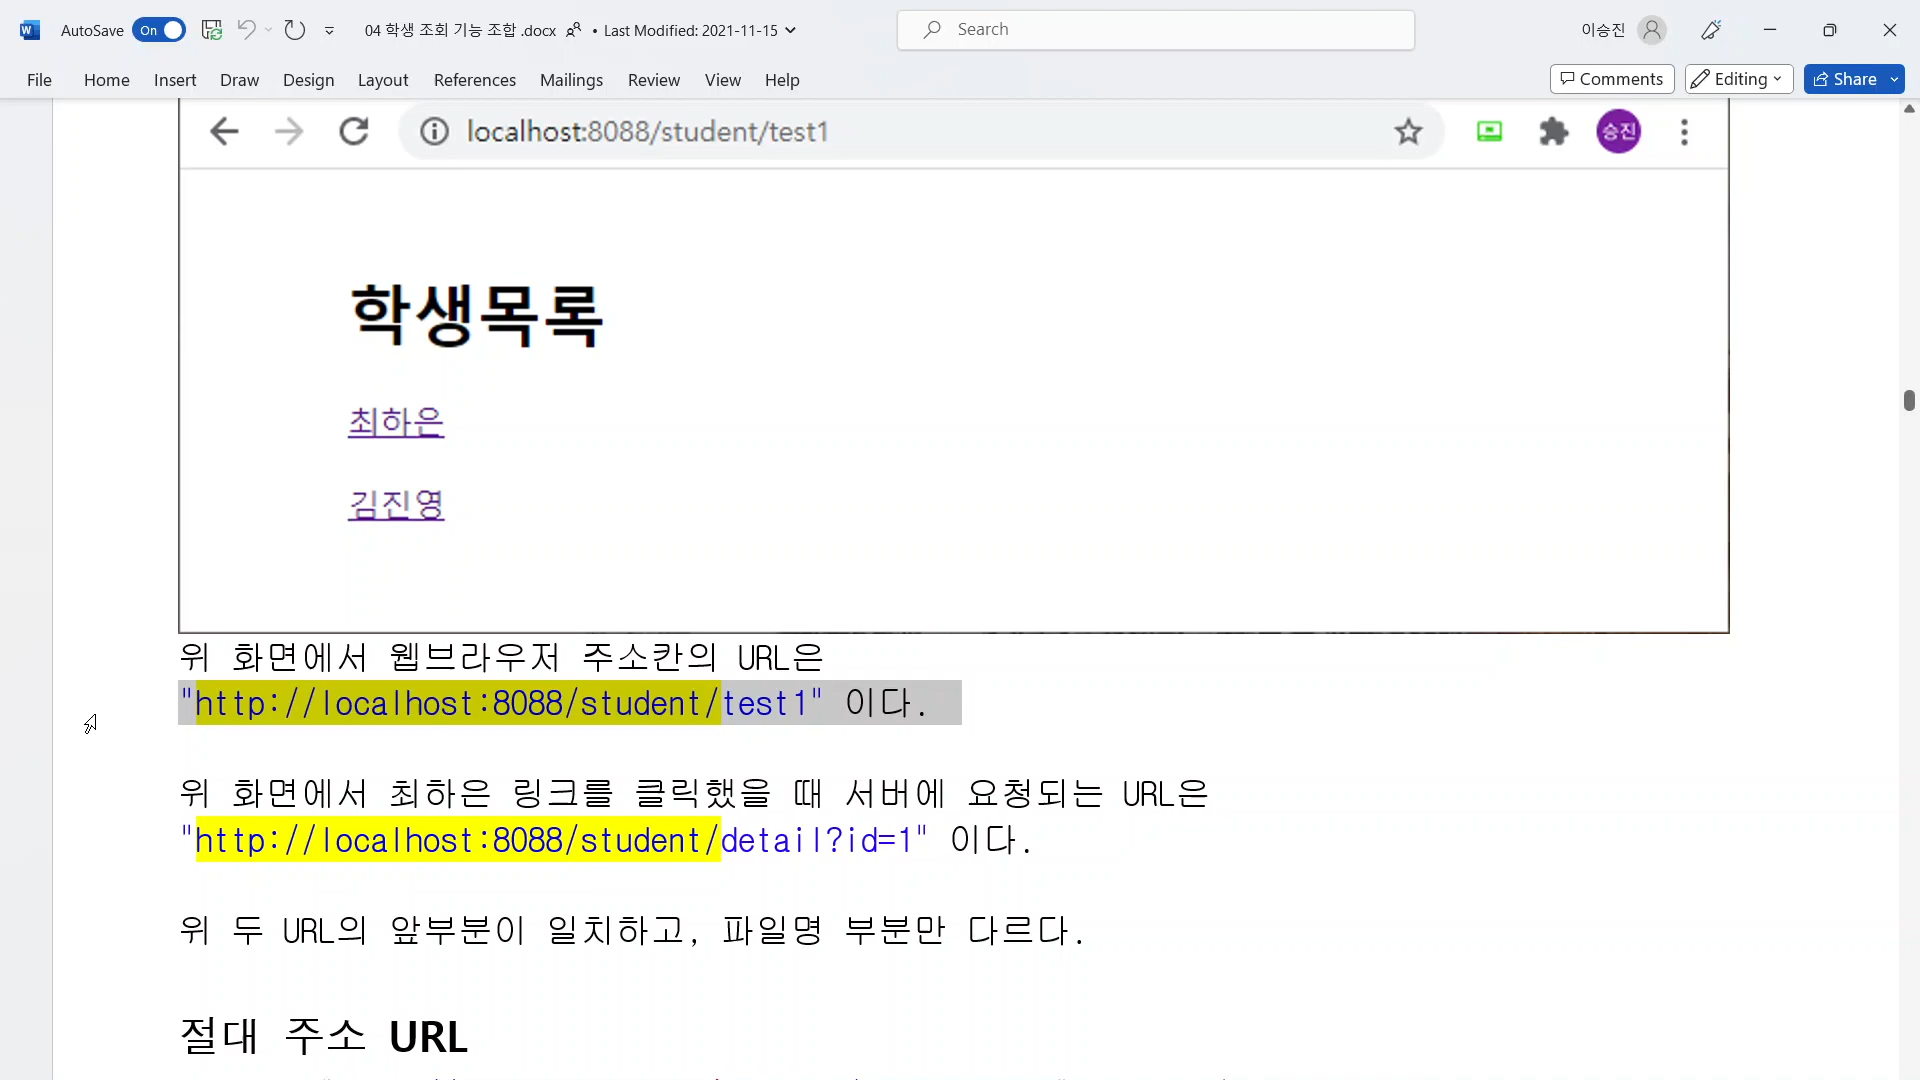 AutoSave On 04 학생 조회 기능 조합 .docx • Last Modified: 2021-11-15 Search 이승진
File Home Insert Draw Design Layout References Mailings Review View Help Comments Editing Share
localhost:8088/student/test1 승진
학생목록
최하은
김진영
위 화면에서 웹브라우저 주소칸의 URL은
"http://localhost:8088/student/test1" 이다.
위 화면에서 최하은 링크를 클릭했을 때 서버에 요청되는 URL은
"http://localhost:8088/student/detail?id=1" 이다.
위 두 URL의 앞부분이 일치하고, 파일명 부분만 다르다.
절대 주소 URL